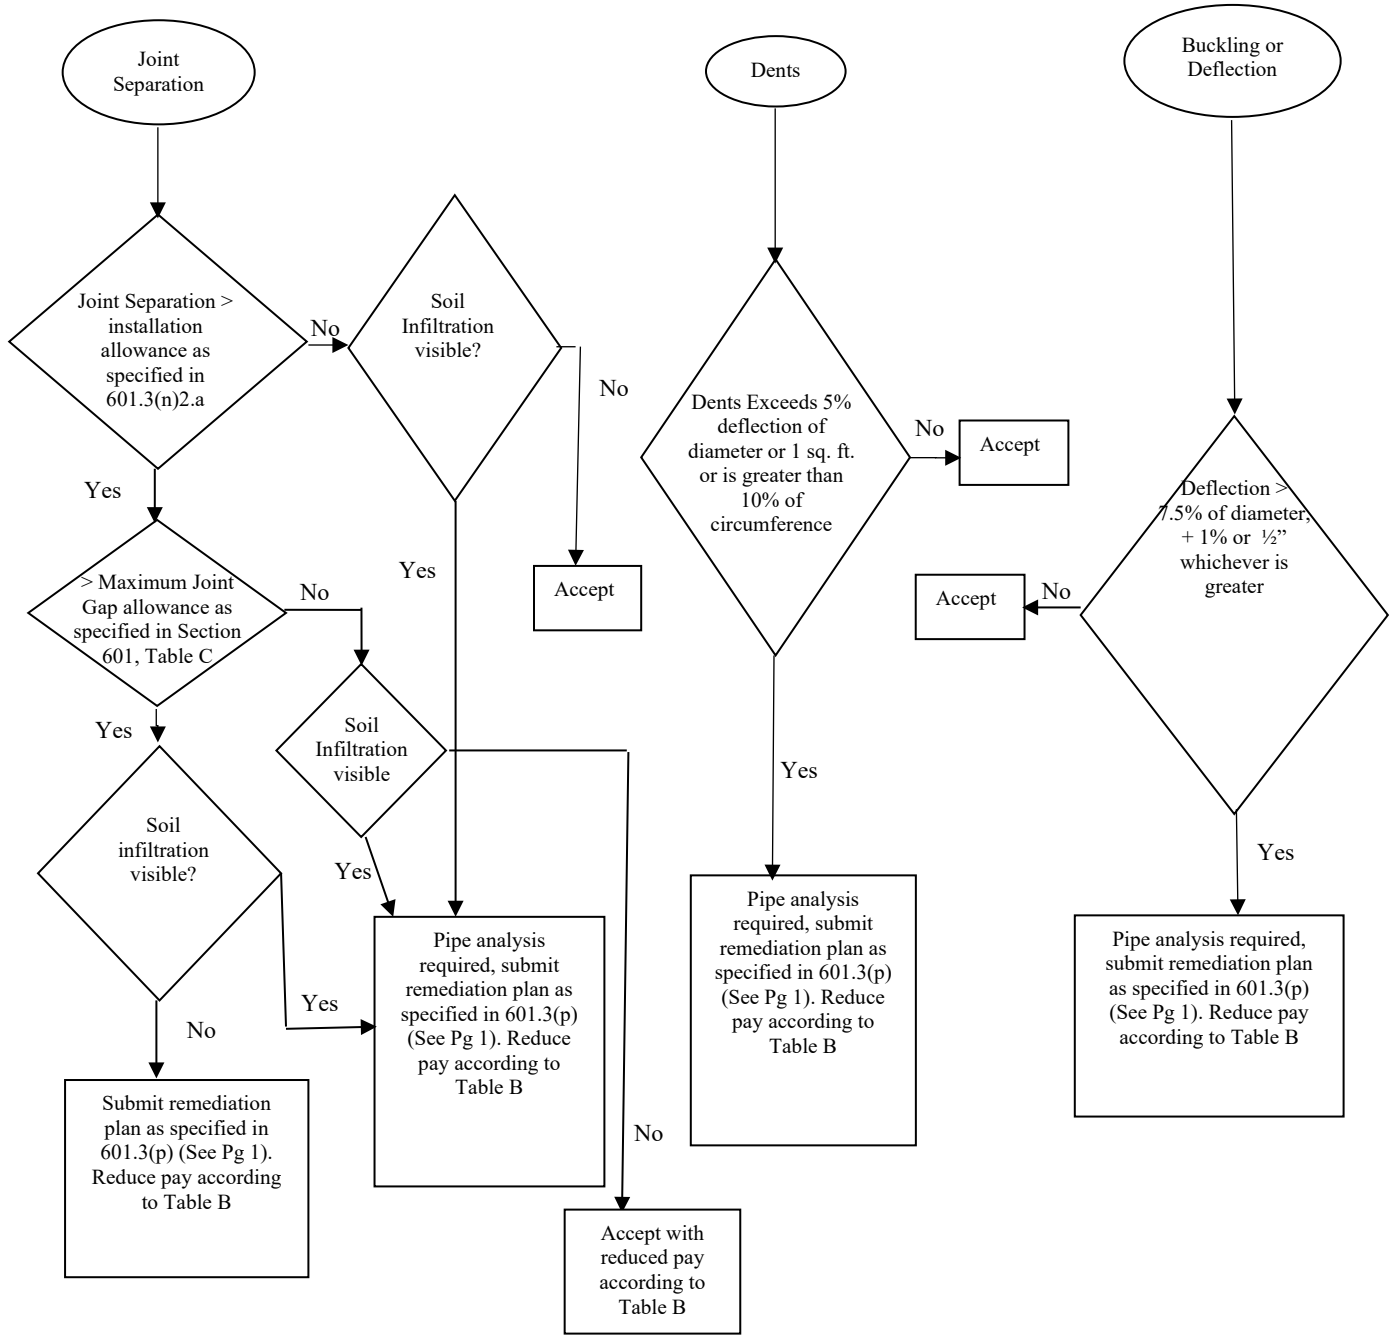 Joint
Separation
Joint Separation >
installation
allowance as
specified in
601.3(n)2.a
No
Soil
Infiltration
visible?
No
Accept
Yes
Yes
> Maximum Joint
Gap allowance as
specified in Section
601, Table C
No
Soil
Infiltration
visible
Yes
Yes
Soil
infiltration
visible?
Yes
No
Submit remediation
plan as specified in
601.3(p) (See Pg 1).
Reduce pay according
to Table B
Pipe analysis
required, submit
remediation plan as
specified in 601.3(p)
(See Pg 1). Reduce
pay according to
Table B
No
Accept with
reduced pay
according to
Table B
Dents
Dents Exceeds 5%
deflection of
diameter or 1 sq. ft.
or is greater than
10% of
circumference
No
Accept
Yes
Pipe analysis
required, submit
remediation plan as
specified in 601.3(p)
(See Pg 1). Reduce
pay according to
Table B
Buckling or
Deflection
Deflection >
7.5% of diameter,
+ 1% or ½”
whichever is
greater
No
Accept
Yes
Pipe analysis required,
submit remediation plan
as specified in 601.3(p)
(See Pg 1). Reduce pay
according to Table B